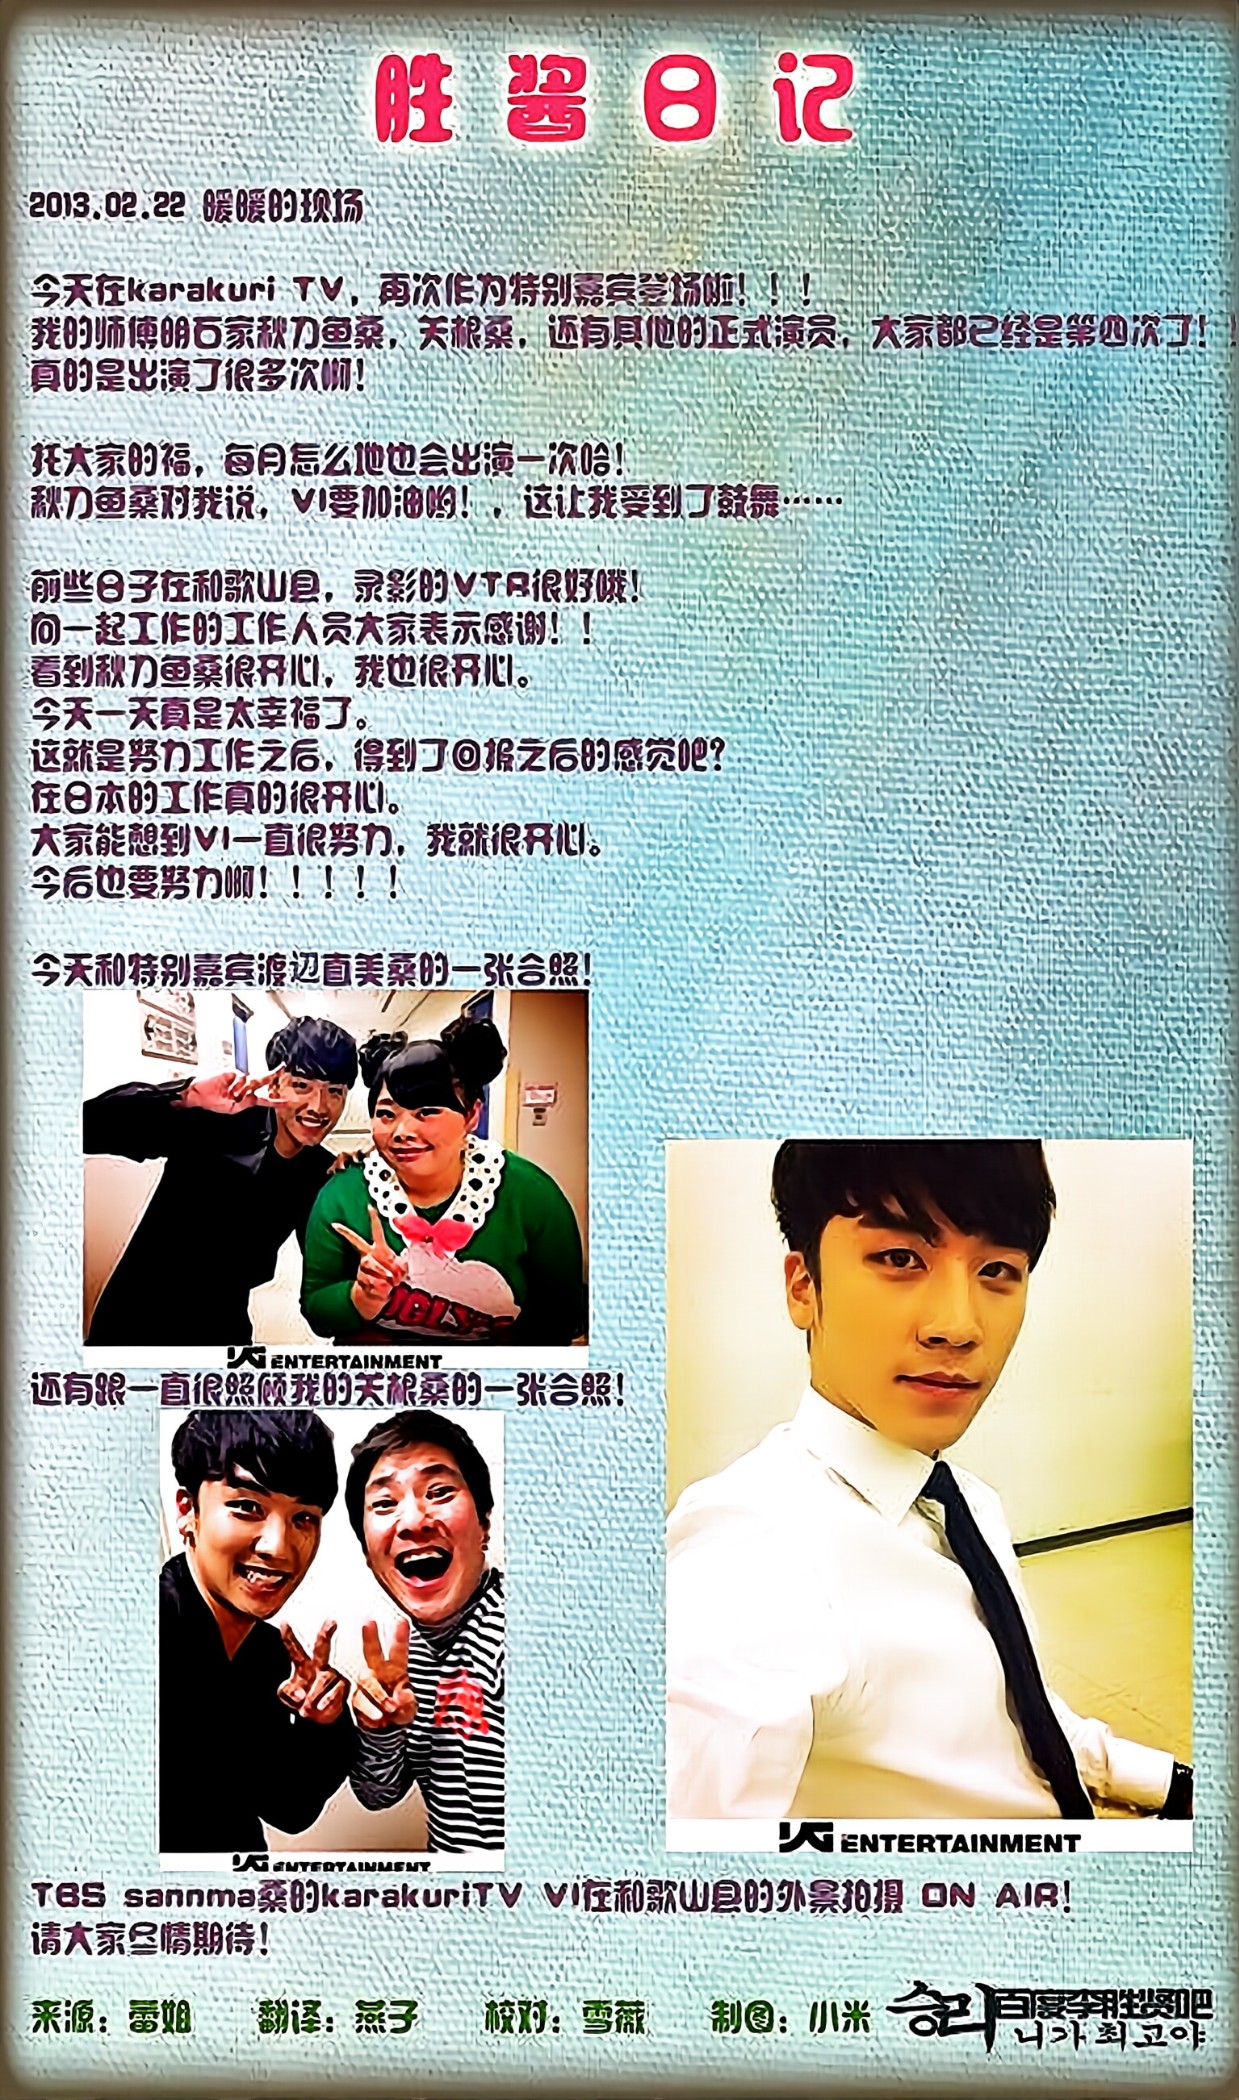 胜酱日记
2013.02.22 暖暖的现场
今天在karakuri TV，再次作为特别嘉宾登场啦！！！
我的师傅明石家秋刀鱼桑，关根桑，还有其他的正式演员，大家都已经是第四次了！！
真的是出演了很多次啊！
托大家的福，每月怎么地也会出演一次哈！
秋刀鱼桑对我说，VI要加油哟！，这让我受到了鼓舞……
前些日子在和歌山县，录影的VTR很好哦！
向一起工作的工作人员大家表示感谢！！
看到秋刀鱼桑很开心，我也很开心。
今天一天真是太幸福了。
这就是努力工作之后，得到了回报之后的感觉吧？
在日本的工作真的很开心。
大家能想到VI一直很努力，我就很开心。
今后也要努力啊！！！！！
今天和特别嘉宾渡边直美桑的一张合照！
YG ENTERTAINMENT
还有跟一直很照顾我的关根桑的一张合照！
YG ENTERTAINMENT
YG ENTERTAINMENT
TBS sannma桑的karakuriTV VI在和歌山县的外景拍摄 ON AIR！
请大家尽情期待！
来源：蕾姐 翻译：燕子 校对：雪薇 制图：小米
승리百度李胜贤吧
니가최고야